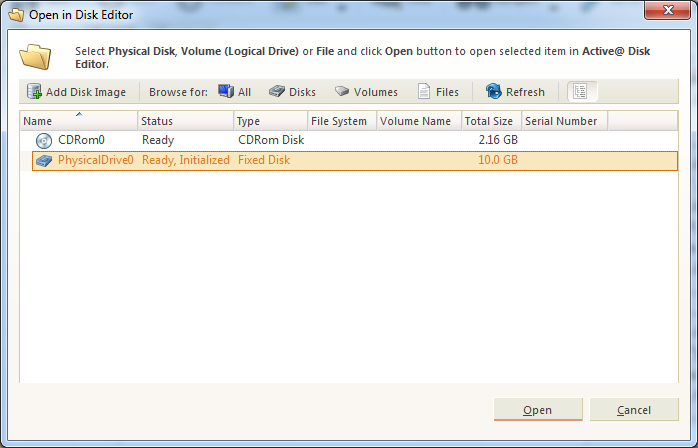 Open in Disk Editor
Select Physical Disk, Volume (Logical Drive) or File and click Open button to open selected item in Active@ Disk
Editor.
Add Disk Image Browse for: All Disks Volumes Files Refresh
Name Status Type File System Volume Name Total Size Serial Number
CDRom0 Ready CDRom Disk 2.16 GB
PhysicalDrive0 Ready, Initialized Fixed Disk 10.0 GB
Open Cancel